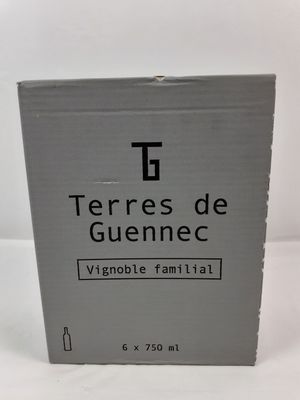 TG
Terres de
Guennec
Vignoble familial
6 x 750 ml